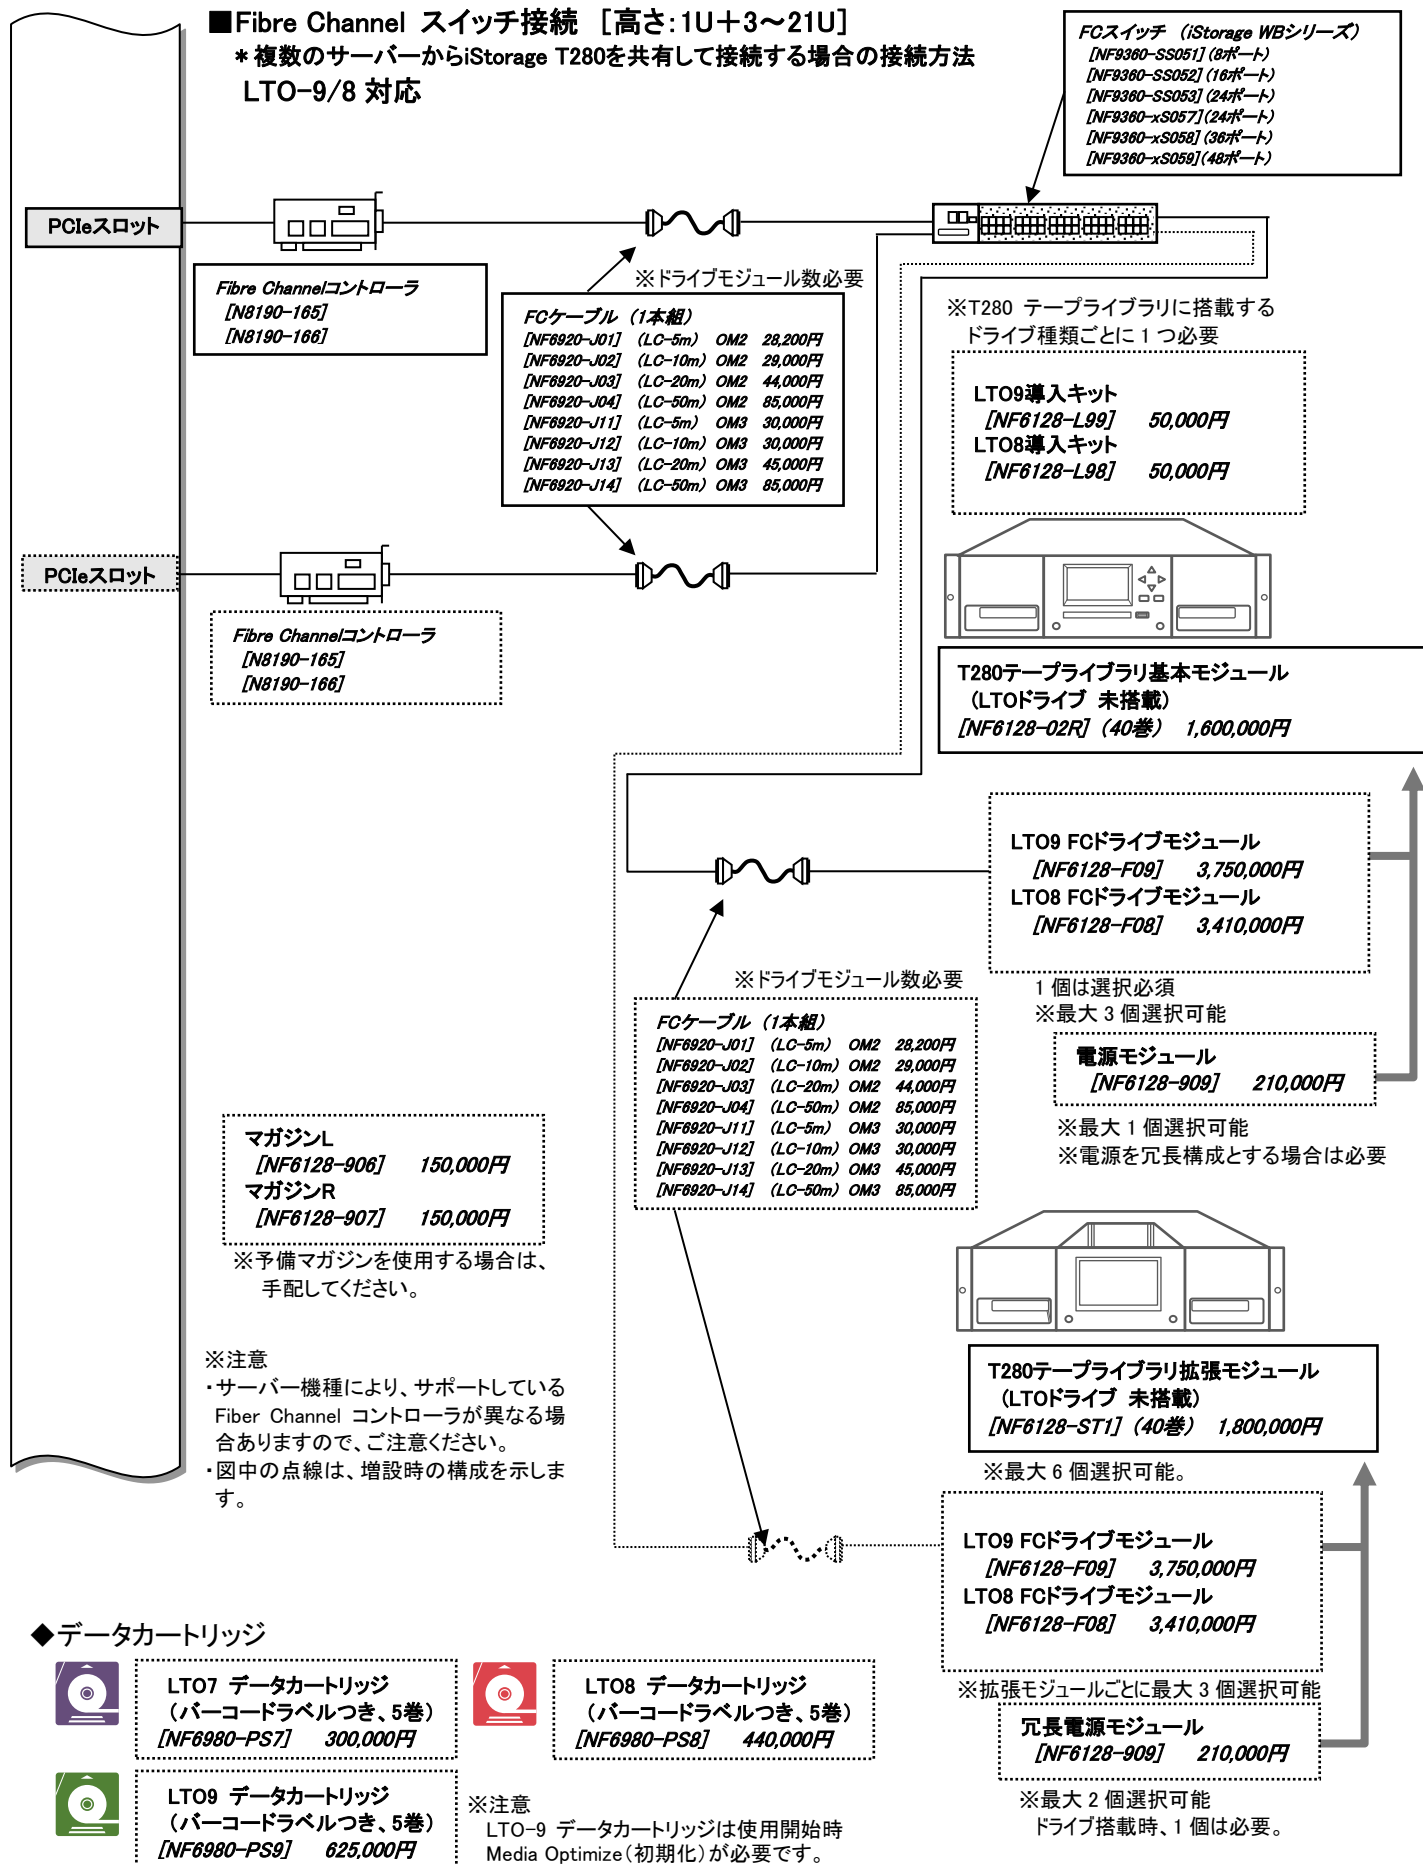 ■Fibre Channel スイッチ接続 [高さ:1U+3～21U]
＊複数のサーバーからiStorage T280を共有して接続する場合の接続方法
LTO-9/8 対応
FCスイッチ (iStorage WBシリーズ)
[NF9360-SS051](8ポート)
[NF9360-SS052](16ポート)
[NF9360-SS053](24ポート)
[NF9360-xS057](24ポート)
[NF9360-xS058](36ポート)
[NF9360-xS059](48ポート)
PCIeスロット
Fibre Channelコントローラ
[N8190-165]
[N8190-166]
※ドライブモジュール数必要
FCケーブル (1本組)
[NF6920-J01] (LC-5m) OM2 28,200円
[NF6920-J02] (LC-10m) OM2 29,000円
[NF6920-J03] (LC-20m) OM2 44,000円
[NF6920-J04] (LC-50m) OM2 85,000円
[NF6920-J11] (LC-5m) OM3 30,000円
[NF6920-J12] (LC-10m) OM3 30,000円
[NF6920-J13] (LC-20m) OM3 45,000円
[NF6920-J14] (LC-50m) OM3 85,000円
※T280 テープライブラリに搭載する
ドライブ種類ごとに1つ必要
LTO9導入キット
[NF6128-L99] 50,000円
LTO8導入キット
[NF6128-L98] 50,000円
PCIeスロット
Fibre Channelコントローラ
[N8190-165]
[N8190-166]
T280テープライブラリ基本モジュール
(LTOドライブ 未搭載)
[NF6128-02R] (40巻) 1,600,000円
LTO9 FCドライブモジュール
[NF6128-F09] 3,750,000円
LTO8 FCドライブモジュール
[NF6128-F08] 3,410,000円
1個は選択必須
※最大3個選択可能
電源モジュール
[NF6128-909] 210,000円
※最大1個選択可能
※電源を冗長構成とする場合は必要
※ドライブモジュール数必要
FCケーブル (1本組)
[NF6920-J01] (LC-5m) OM2 28,200円
[NF6920-J02] (LC-10m) OM2 29,000円
[NF6920-J03] (LC-20m) OM2 44,000円
[NF6920-J04] (LC-50m) OM2 85,000円
[NF6920-J11] (LC-5m) OM3 30,000円
[NF6920-J12] (LC-10m) OM3 30,000円
[NF6920-J13] (LC-20m) OM3 45,000円
[NF6920-J14] (LC-50m) OM3 85,000円
マガジンL
[NF6128-906] 150,000円
マガジンR
[NF6128-907] 150,000円
※予備マガジンを使用する場合は、
手配してください。
※注意
・サーバー機種により、サポートしている
Fiber Channel コントローラが異なる場
合ありますので、ご注意ください。
・図中の点線は、増設時の構成を示しま
す。
T280テープライブラリ拡張モジュール
(LTOドライブ 未搭載)
[NF6128-ST1] (40巻) 1,800,000円
※最大6個選択可能。
LTO9 FCドライブモジュール
[NF6128-F09] 3,750,000円
LTO8 FCドライブモジュール
[NF6128-F08] 3,410,000円
※拡張モジュールごとに最大3個選択可能
冗長電源モジュール
[NF6128-909] 210,000円
※最大2個選択可能
ドライブ搭載時、1個は必要。
◆データカートリッジ
LTO7 データカートリッジ
(バーコードラベルつき、5巻)
[NF6980-PS7] 300,000円
LTO8 データカートリッジ
(バーコードラベルつき、5巻)
[NF6980-PS8] 440,000円
LTO9 データカートリッジ
(バーコードラベルつき、5巻)
[NF6980-PS9] 625,000円
※注意
LTO-9 データカートリッジは使用開始時
Media Optimize(初期化)が必要です。